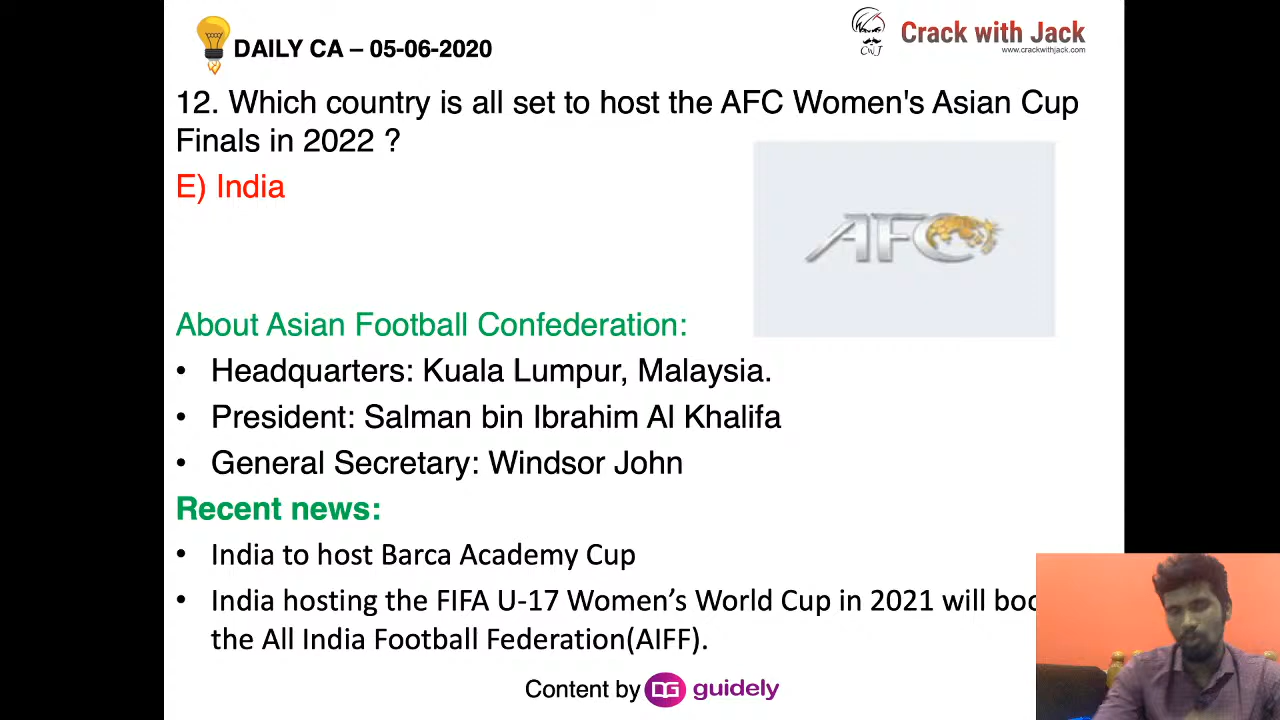 DAILY CA – 05-06-2020
Crack with Jack
CwJ
www.crackwithjack.com
12. Which country is all set to host the AFC Women's Asian Cup
Finals in 2022 ?
E) India
AFC
About Asian Football Confederation:
• Headquarters: Kuala Lumpur, Malaysia.
• President: Salman bin Ibrahim Al Khalifa
• General Secretary: Windsor John
Recent news:
• India to host Barca Academy Cup
• India hosting the FIFA U-17 Women’s World Cup in 2021 will
the All India Football Federation(AIFF).
Content by DG guidely